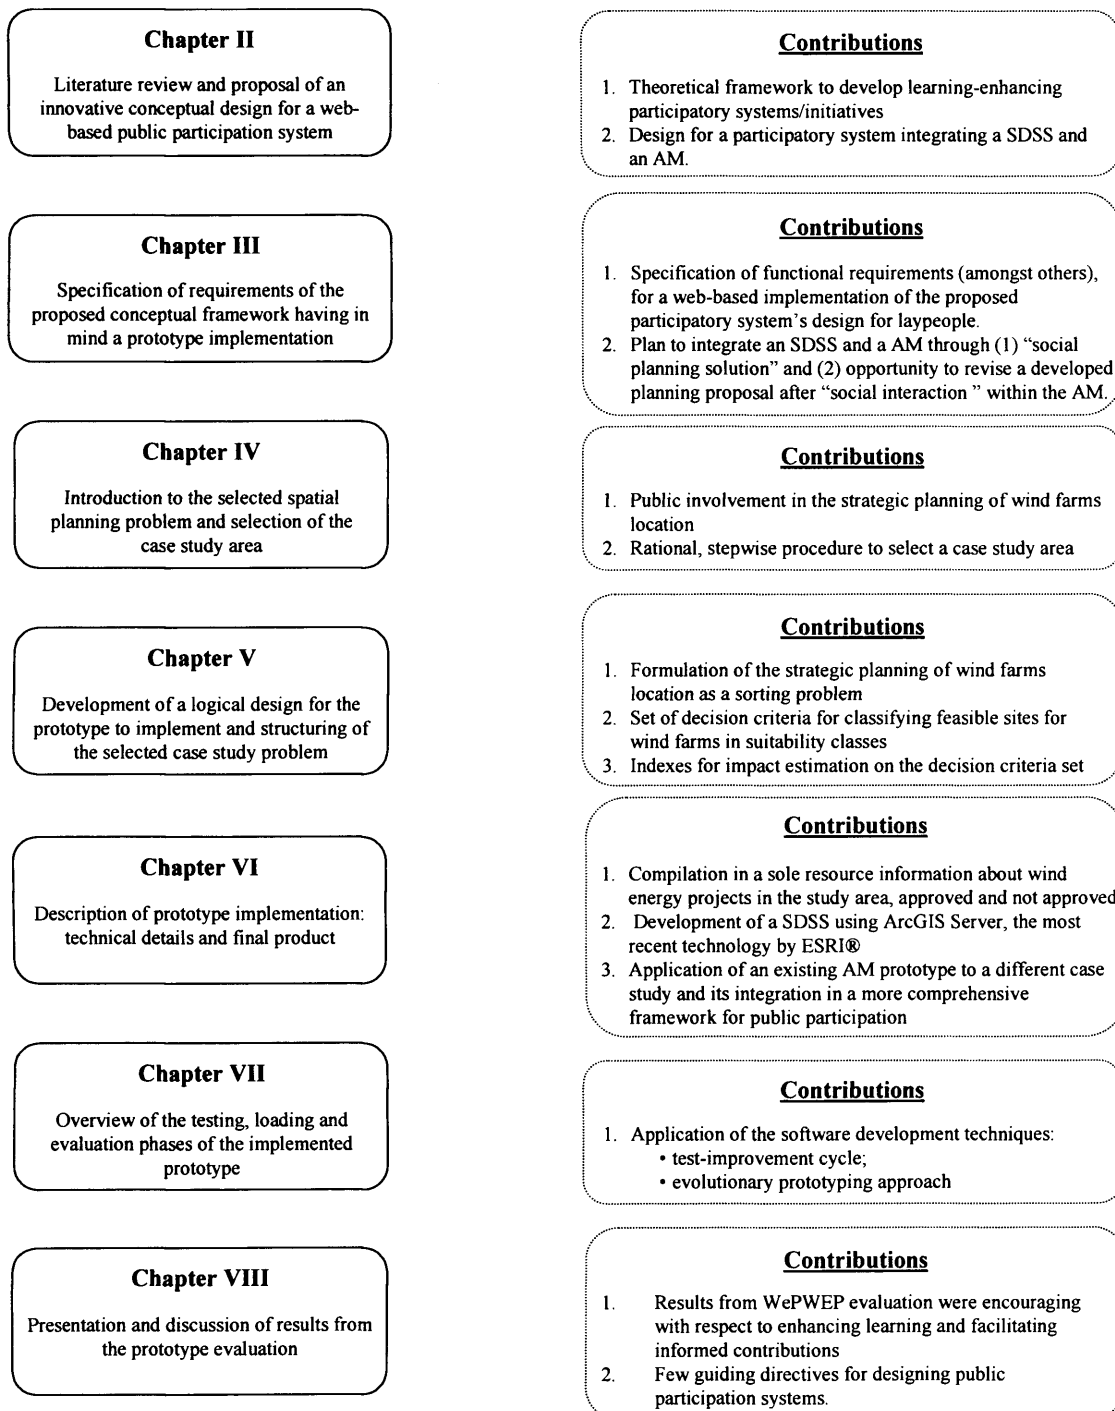 Chapter II
Literature review and proposal of an
innovative conceptual design for a web-
based public participation system
Contributions
1. Theoretical framework to develop learning-enhancing
participatory systems/initiatives
2. Design for a participatory system integrating a SDSS and
an AM.
Chapter III
Specification of requirements of the
proposed conceptual framework having in
mind a prototype implementation
Contributions
1. Specification of functional requirements (amongst others),
for a web-based implementation of the proposed
participatory system's design for laypeople.
2. Plan to integrate an SDSS and a AM through (1) “social
planning solution” and (2) opportunity to revise a developed
planning proposal after “social interaction ” within the AM.
Chapter IV
Introduction to the selected spatial
planning problem and selection of the
case study area
Contributions
1. Public involvement in the strategic planning of wind farms
location
2. Rational, stepwise procedure to select a case study area
Chapter V
Development of a logical design for the
prototype to implement and structuring of
the selected case study problem
Contributions
1. Formulation of the strategic planning of wind farms
location as a sorting problem
2. Set of decision criteria for classifying feasible sites for
wind farms in suitability classes
3. Indexes for impact estimation on the decision criteria set
Chapter VI
Description of prototype implementation:
technical details and final product
Contributions
1. Compilation in a sole resource information about wind
energy projects in the study area, approved and not approved
2. Development of a SDSS using ArcGIS Server, the most
recent technology by ESRI®
3. Application of an existing AM prototype to a different case
study and its integration in a more comprehensive
framework for public participation
Chapter VII
Overview of the testing, loading and
evaluation phases of the implemented
prototype
Contributions
1. Application of the software development techniques:
• test-improvement cycle;
• evolutionary prototyping approach
Chapter VIII
Presentation and discussion of results from
the prototype evaluation
Contributions
1. Results from WePWEP evaluation were encouraging
with respect to enhancing learning and facilitating
informed contributions
2. Few guiding directives for designing public
participation systems.